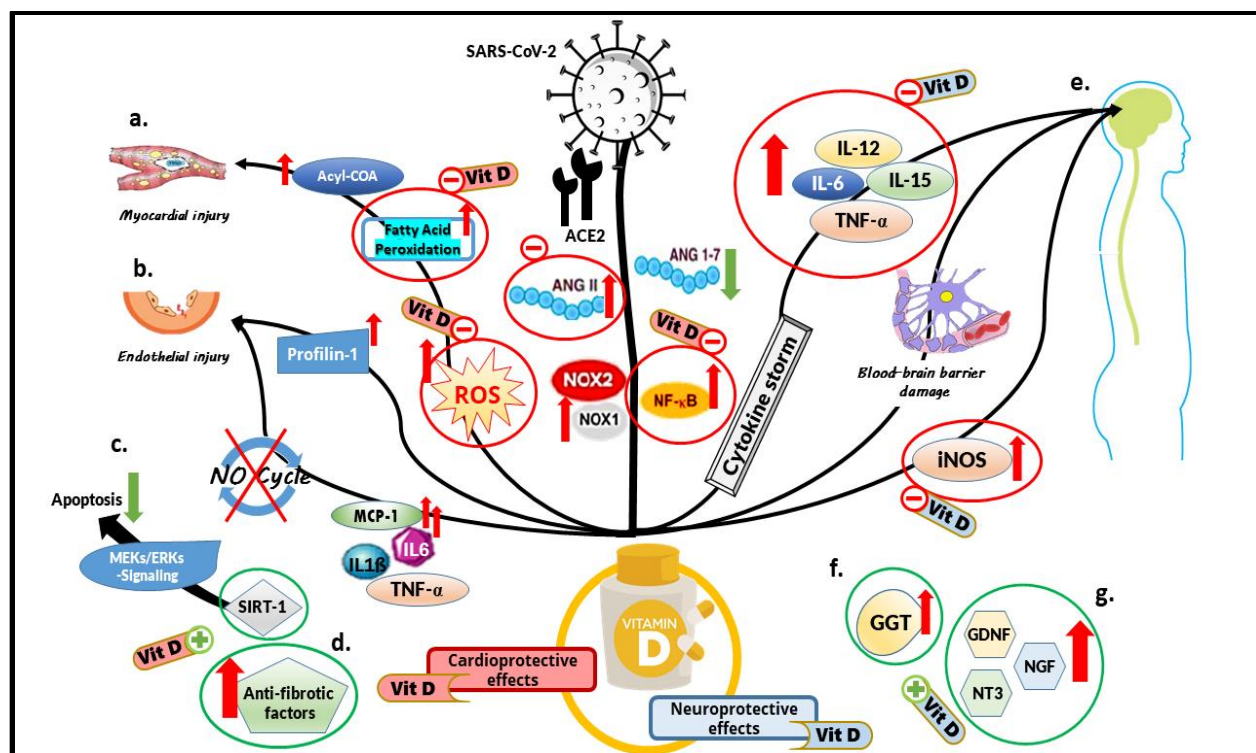 SARS-CoV-2
ACE2
a.
Myocardial injury
Acyl-COA
Vit D
Fatty Acid
Peroxidation
b.
Endothelial injury
Profilin-1
Vit D
ROS
ANG II
ANG 1-7
NOX2
NOX1
Vit D
NF-κB
Cytokine storm
Vit D
IL-12
IL-6
IL-15
TNF-α
e.
Blood-brain barrier
damage
iNOS
Vit D
c.
Apoptosis
NO Cycle
MEKs/ERKs
-Signaling
SIRT-1
MCP-1
IL6
IL1ß
TNF-α
Vit D
d.
Anti-fibrotic
factors
VITAMIN
D
Cardioprotective
effects
Vit D
Neuroprotective
effects
Vit D
f.
GGT
g.
GDNF
NGF
NT3
Vit D